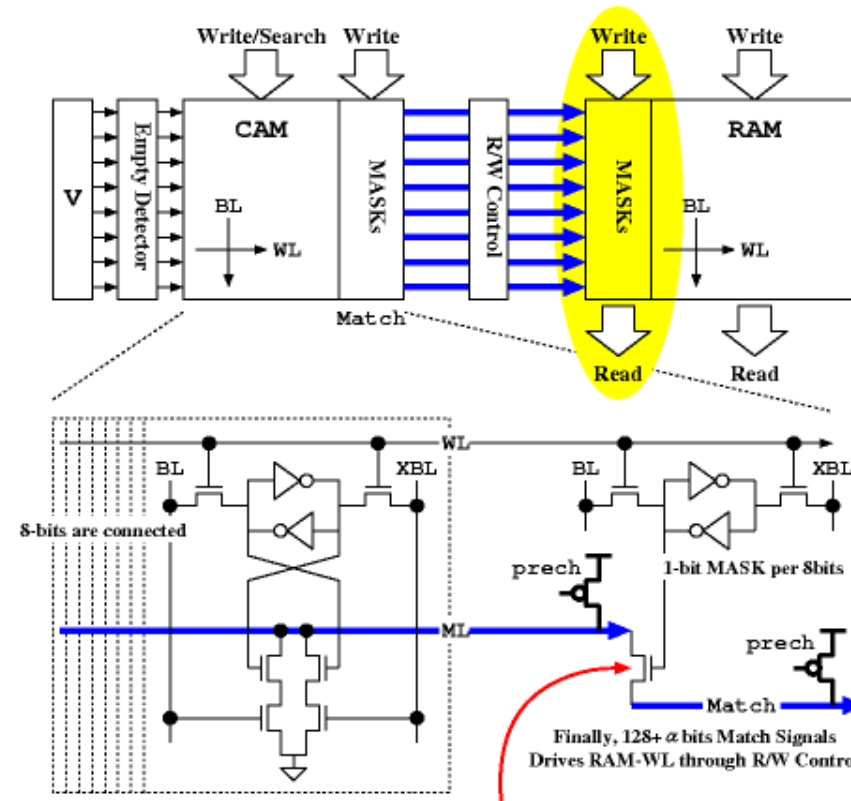 Write/Search Write Write Write
V
Empty Detector
CAM
MASKs
R/W Control
MASKs
RAM
BL
WL
BL
WL
Match
Read Read
WL
BL XBL BL XBL
8-bits are connected
prech
1-bit MASK per 8bits
ML
prech
Match
Finally, 128+α bits Match Signals
Drives RAM-WL through R/W Contro